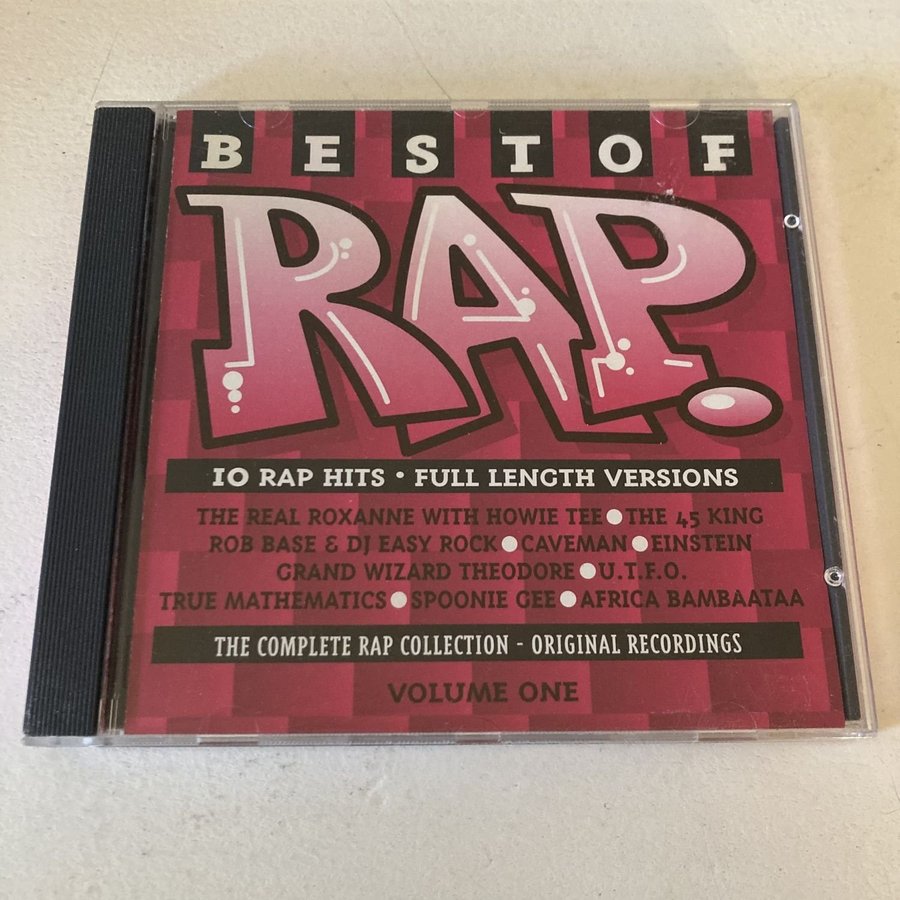 BEST OF
RAP.
10 RAP HITS • FULL LENGTH VERSIONS
THE REAL ROXANNE WITH HOWIE TEE ● THE 45 KING
ROB BASE & DJ EASY ROCK ● CAVEMAN ● EINSTEIN
GRAND WIZARD THEODORE ● U.T.F.O.
TRUE MATHEMATICS ● SPOONIE GEE ● AFRICA BAMBAATAA
THE COMPLETE RAP COLLECTION - ORIGINAL RECORDINGS
VOLUME ONE